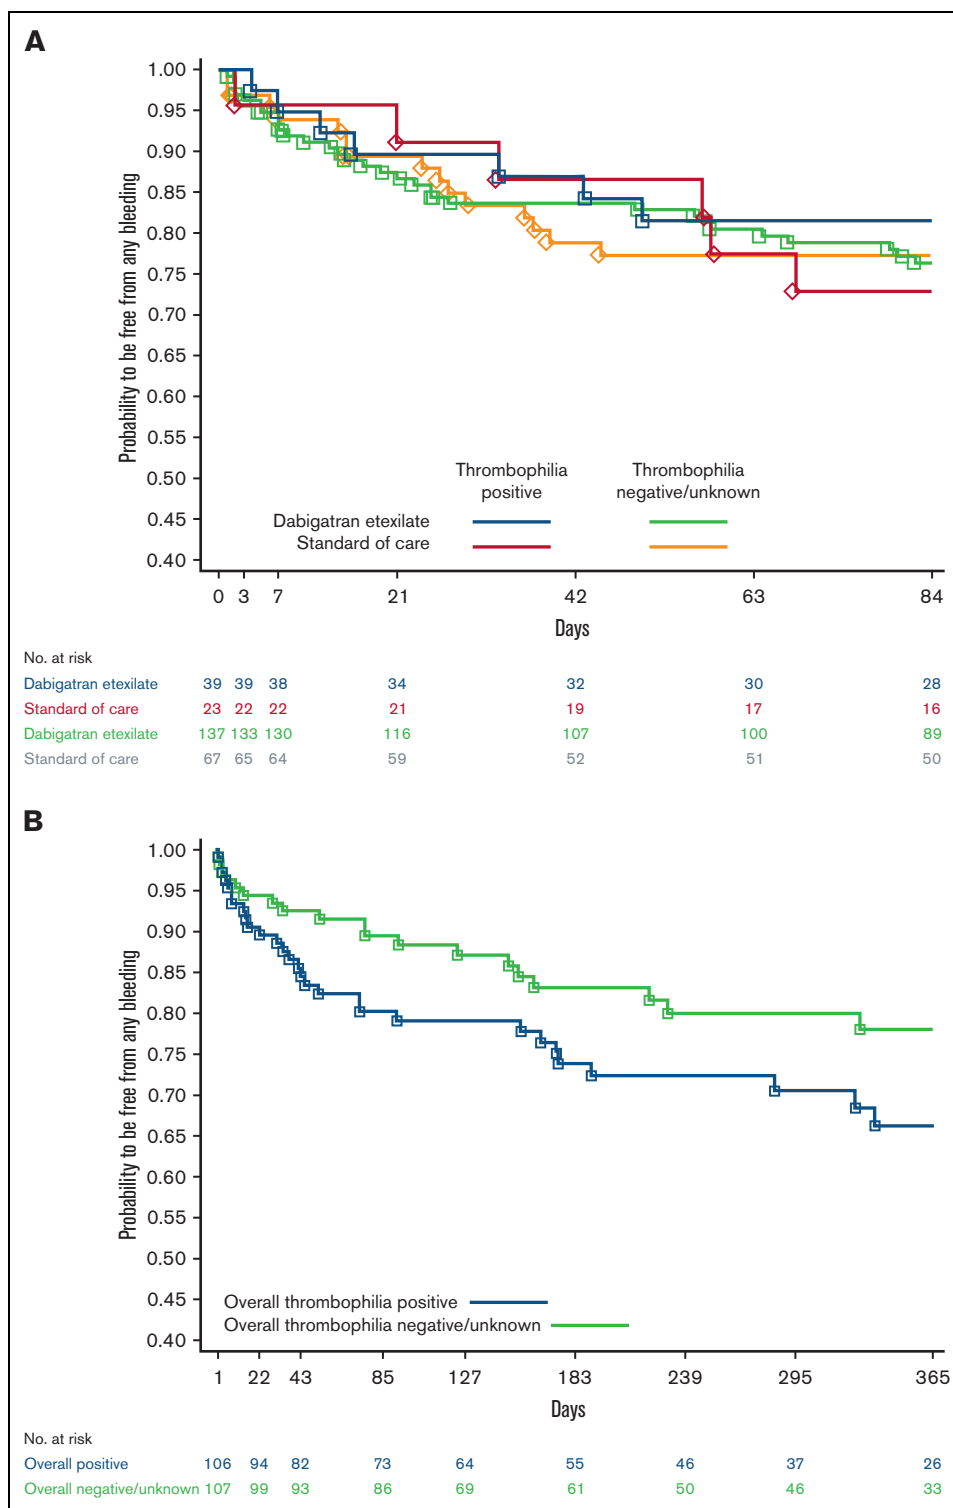 A
Probability to be free from any bleeding
1.00
0.95
0.90
0.85
0.80
0.75
0.70
0.65
0.60
0.55
0.50
0.45
0.40
Thrombophilia positive
Thrombophilia negative/unknown
Dabigatran etexilate
Standard of care
0 3 7 21 42 63 84
Days
No. at risk
Dabigatran etexilate 39 39 38 34 32 30 28
Standard of care 23 22 22 21 19 17 16
Dabigatran etexilate 137 133 130 116 107 100 89
Standard of care 67 65 64 59 52 51 50
B
Probability to be free from any bleeding
1.00
0.95
0.90
0.85
0.80
0.75
0.70
0.65
0.60
0.55
0.50
0.45
0.40
Overall thrombophilia positive
Overall thrombophilia negative/unknown
1 22 43 85 127 183 239 295 365
Days
No. at risk
Overall positive 106 94 82 73 64 55 46 37 26
Overall negative/unknown 107 99 93 86 69 61 50 46 33